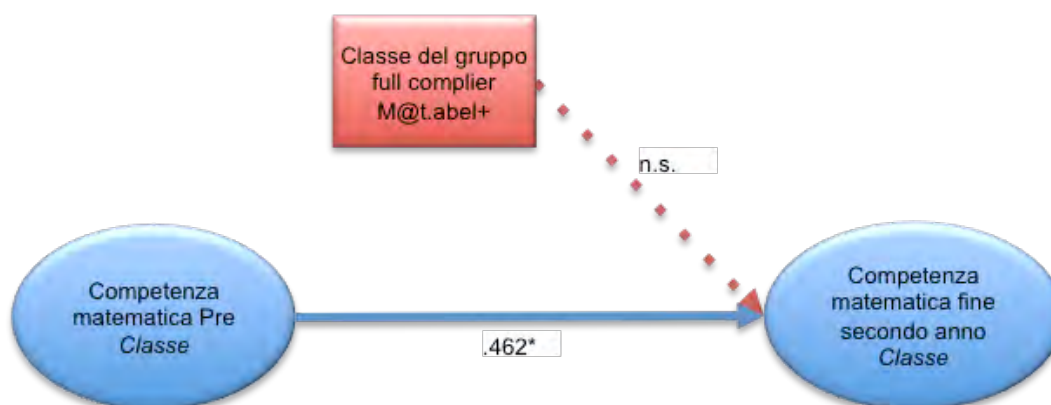 Classe del gruppo
full complier
M@t.abel+
n.s.
Competenza
matematica Pre
Classe
.462*
Competenza
matematica fine
secondo anno
Classe